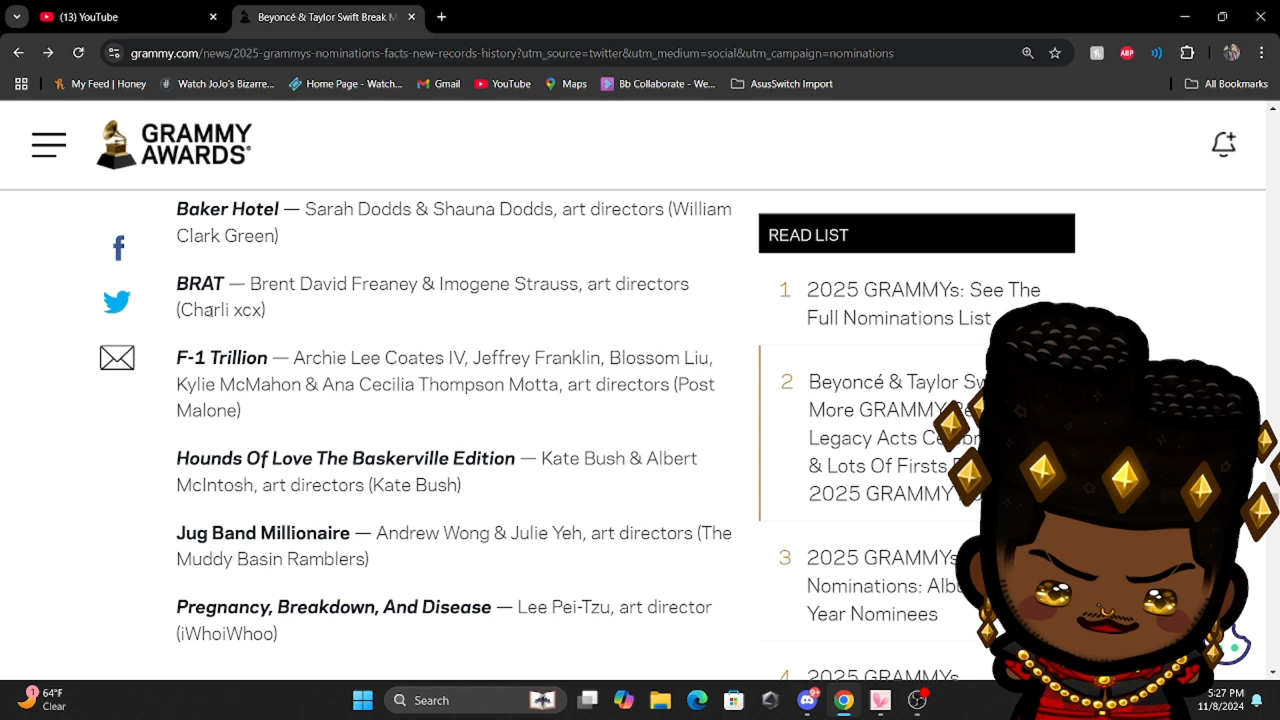 (13) YouTube
Beyoncé & Taylor Swift Break M
grammy.com/news/2025-grammys-nominations-facts-new-records-history?utm_source=twitter&utm_medium=social&utm_campaign=nominations
ABP
My Feed | Honey
Watch JoJo's Bizarre...
Home Page - Watch...
Gmail
YouTube
Maps
Bb Collaborate - We...
AsusSwitch Import
All Bookmarks
GRAMMY
AWARDS®
Baker Hotel — Sarah Dodds & Shauna Dodds, art directors (William
Clark Green)
BRAT — Brent David Freaney & Imogene Strauss, art directors
(Charli xcx)
F-1 Trillion — Archie Lee Coates IV, Jeffrey Franklin, Blossom Liu,
Kylie McMahon & Ana Cecilia Thompson Motta, art directors (Post
Malone)
Hounds Of Love The Baskerville Edition — Kate Bush & Albert
McIntosh, art directors (Kate Bush)
Jug Band Millionaire — Andrew Wong & Julie Yeh, art directors (The
Muddy Basin Ramblers)
Pregnancy, Breakdown, And Disease — Lee Pei-Tzu, art director
(iWhoiWhoo)
READ LIST
1 2025 GRAMMYs: See The
Full Nominations List
2 Beyoncé & Taylor Sw
More GRAMMY
Legacy Acts
& Lots Of Firsts
2025 GRAMMY
3 2025 GRAMMYs
Nominations:
Year Nominees
4 2025 GRAMMYs
1
64°F
Clear
Search
5:27 PM
11/8/2024